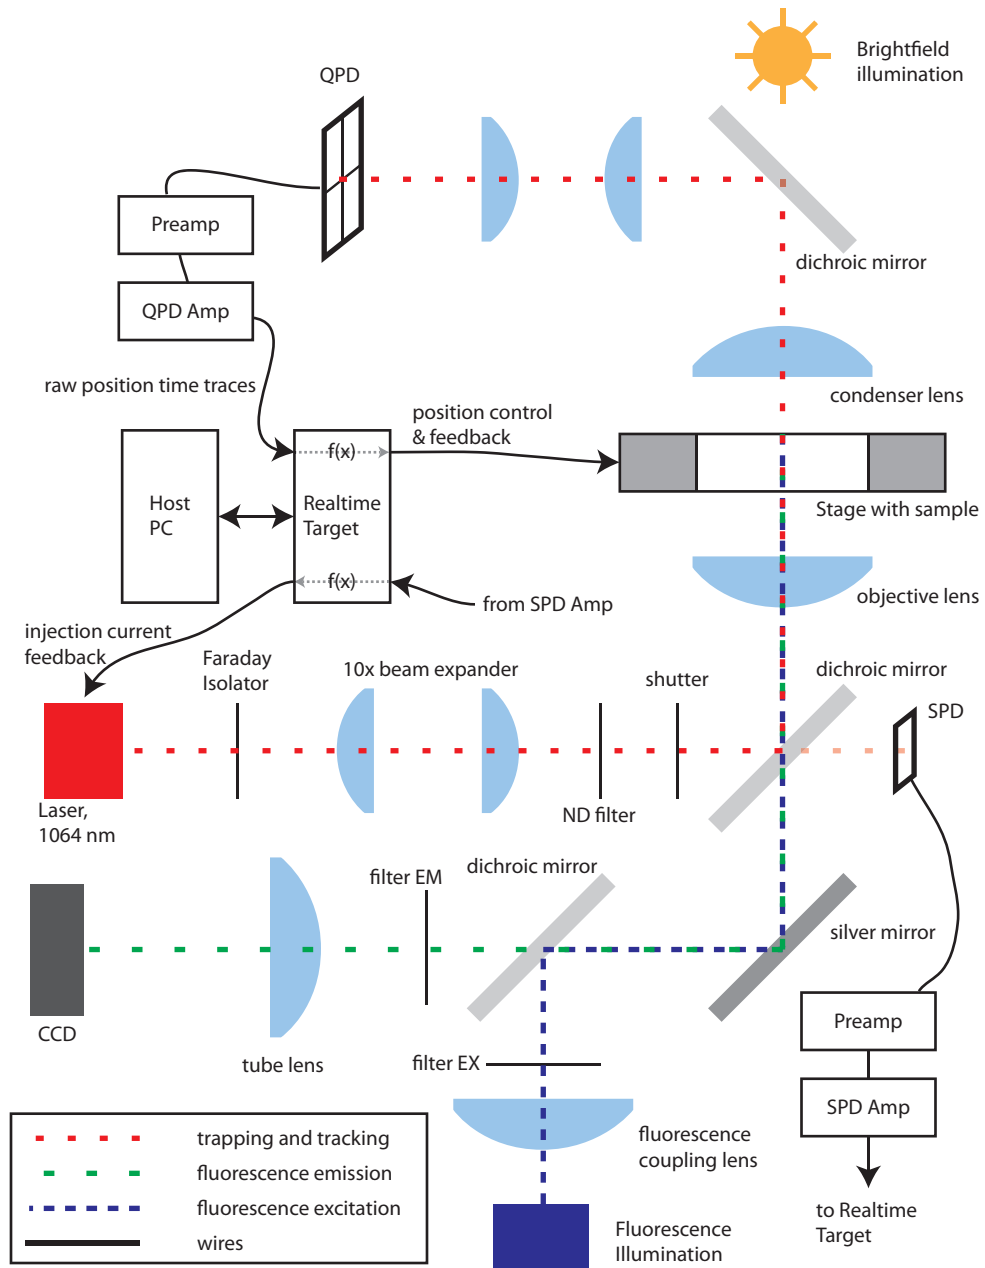 Brightfield
illumination
QPD
Preamp
dichroic mirror
QPD Amp
raw position time traces
condenser lens
position control
& feedback
f(x)
Host
PC
Realtime
Target
Stage with sample
f(x)
from SPD Amp
objective lens
injection current
feedback
Faraday
Isolator
10x beam expander
shutter
dichroic mirror
SPD
Laser,
1064 nm
ND filter
dichroic mirror
filter EM
silver mirror
CCD
tube lens
filter EX
Preamp
SPD Amp
fluorescence
coupling lens
to Realtime
Target
Fluorescence
Illumination
trapping and tracking
fluorescence emission
fluorescence excitation
wires